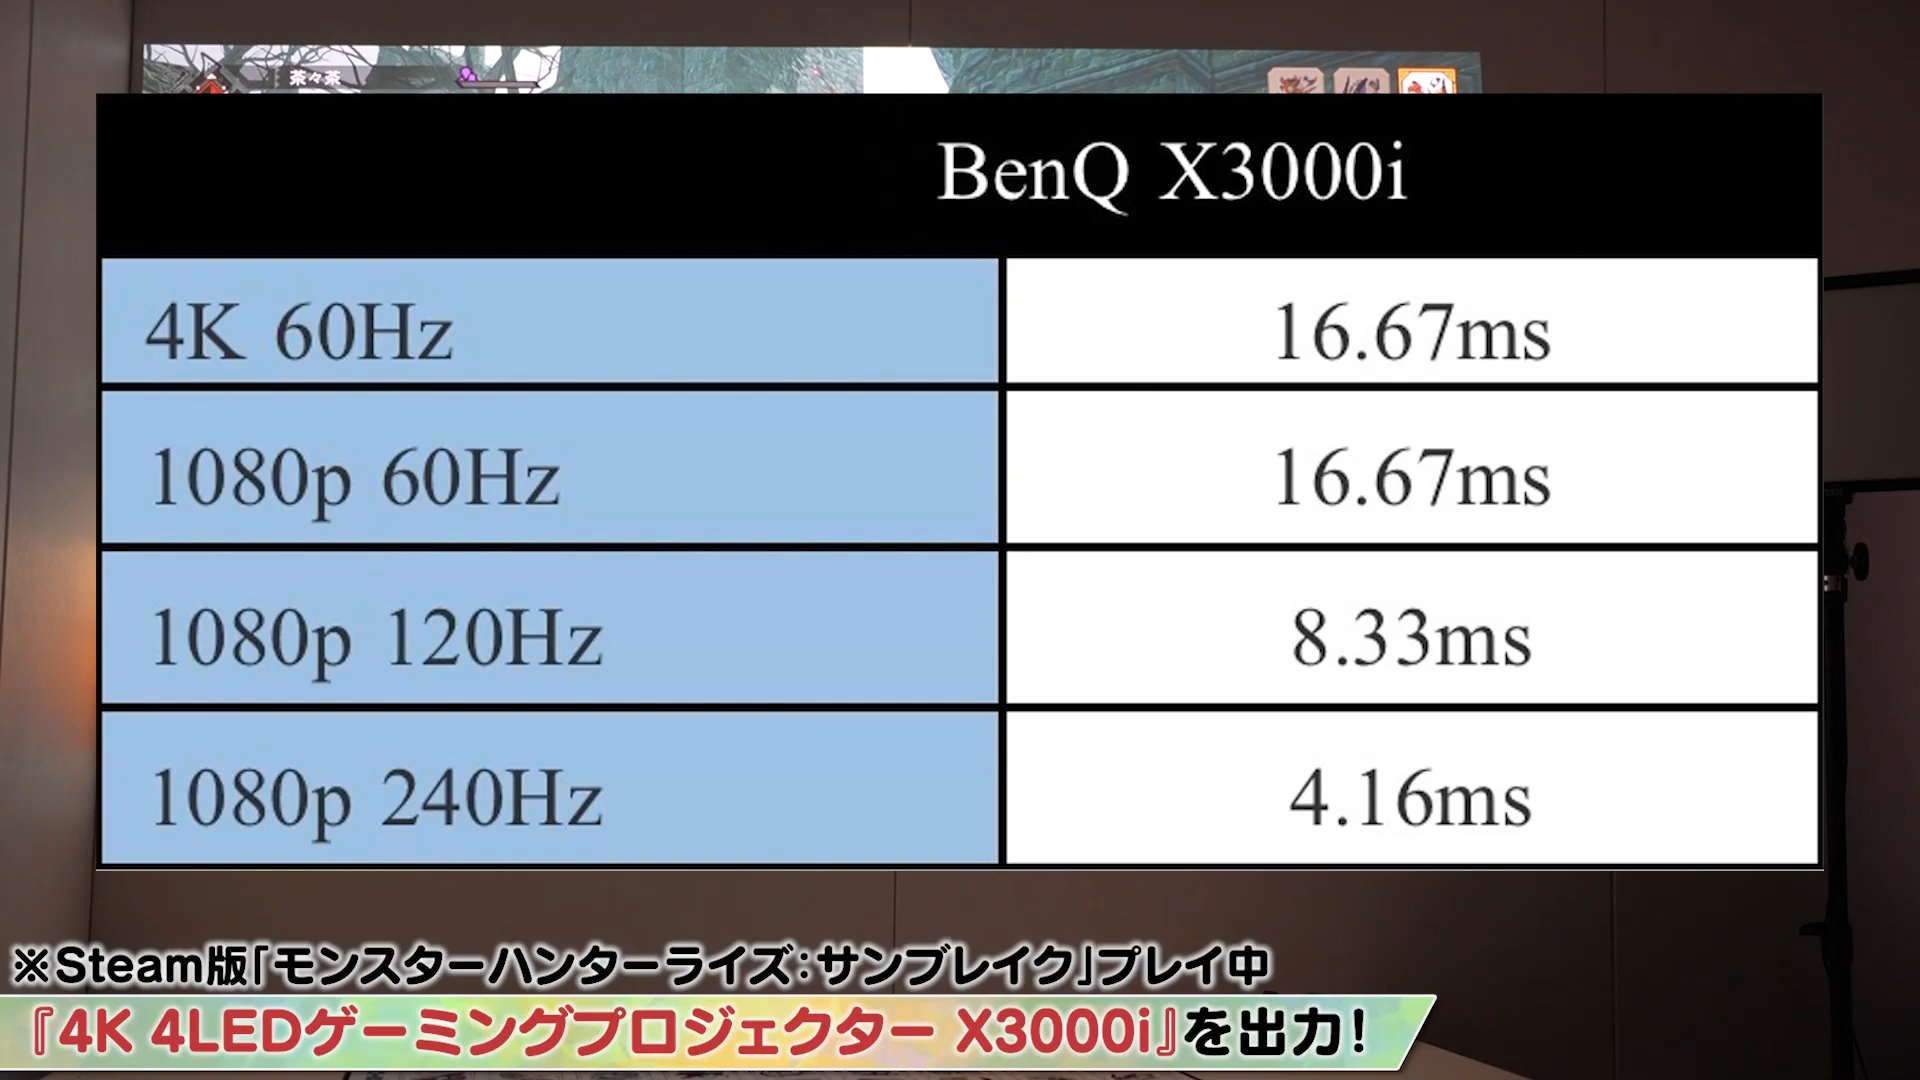 茶々茶
BenQ X3000i
4K 60Hz 16.67ms
1080p 60Hz 16.67ms
1080p 120Hz 8.33ms
1080p 240Hz 4.16ms
※Steam版「モンスターハンターライズ：サンブレイク」プレイ中
『4K 4LEDゲーミングプロジェクター X3000i』を出力！